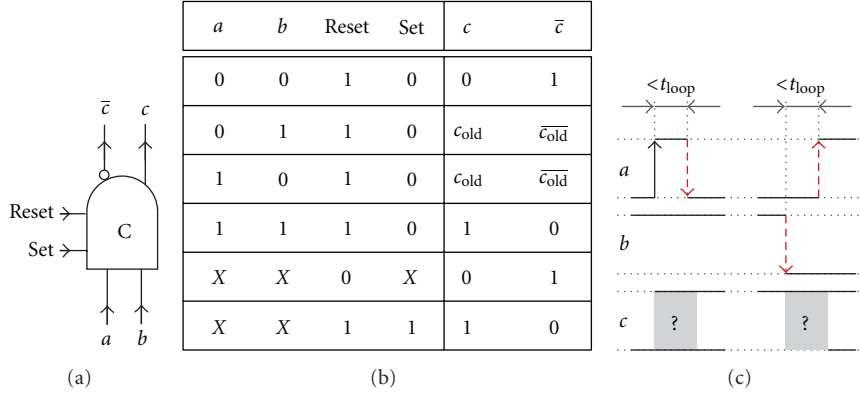 c̅ c
Reset
Set
C
a b
(a)
a b Reset Set c c̅
0 0 1 0 0 1
0 1 1 0 c_old c̅_old
1 0 1 0 c_old c̅_old
1 1 1 0 1 0
X X 0 X 0 1
X X 1 1 1 0
(b)
<t_loop <t_loop
a
b
c ? ?
(c)